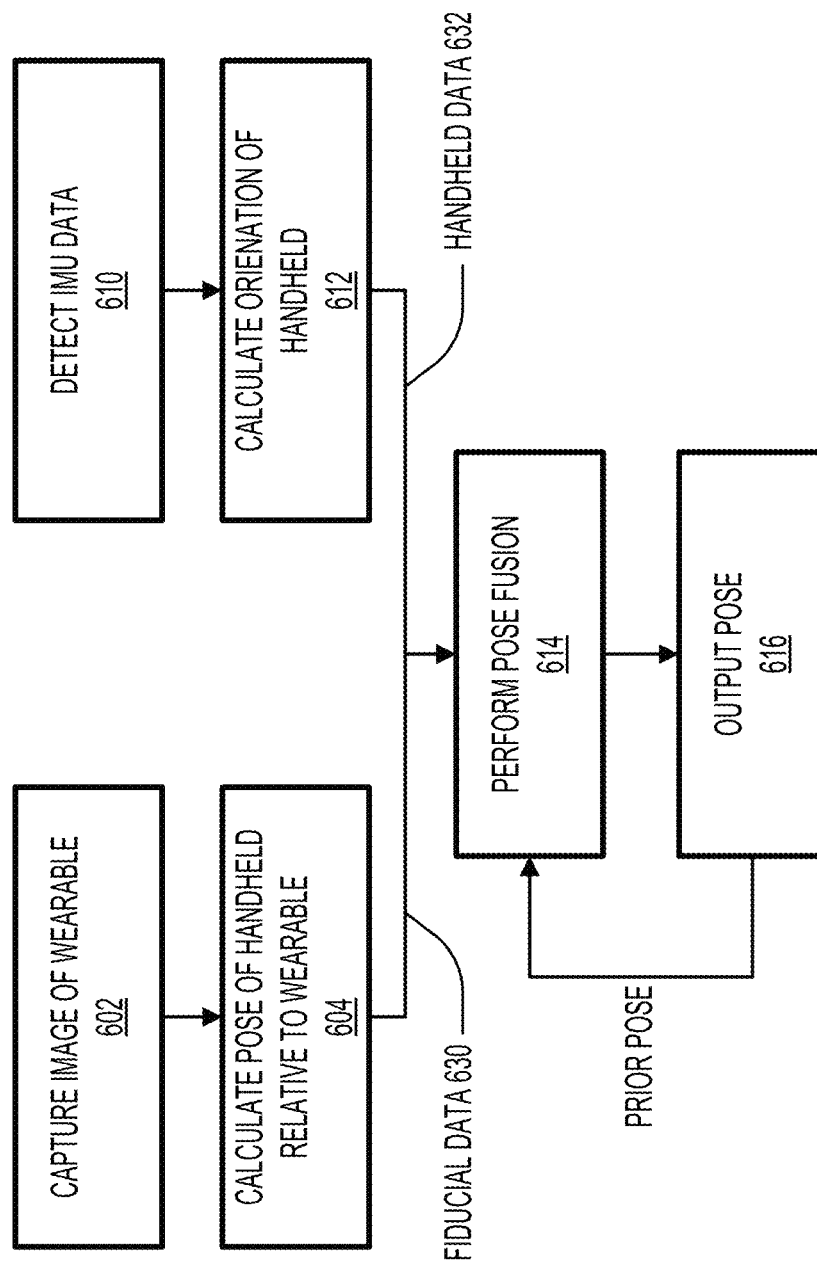 CAPTURE IMAGE OF WEARABLE
602
CALCULATE POSE OF HANDHELD
RELATIVE TO WEARABLE
604
FIDUCIAL DATA 630
DETECT IMU DATA
610
CALCULATE ORIENATION OF
HANDHELD
612
HANDHELD DATA 632
PERFORM POSE FUSION
614
PRIOR POSE
OUTPUT POSE
616